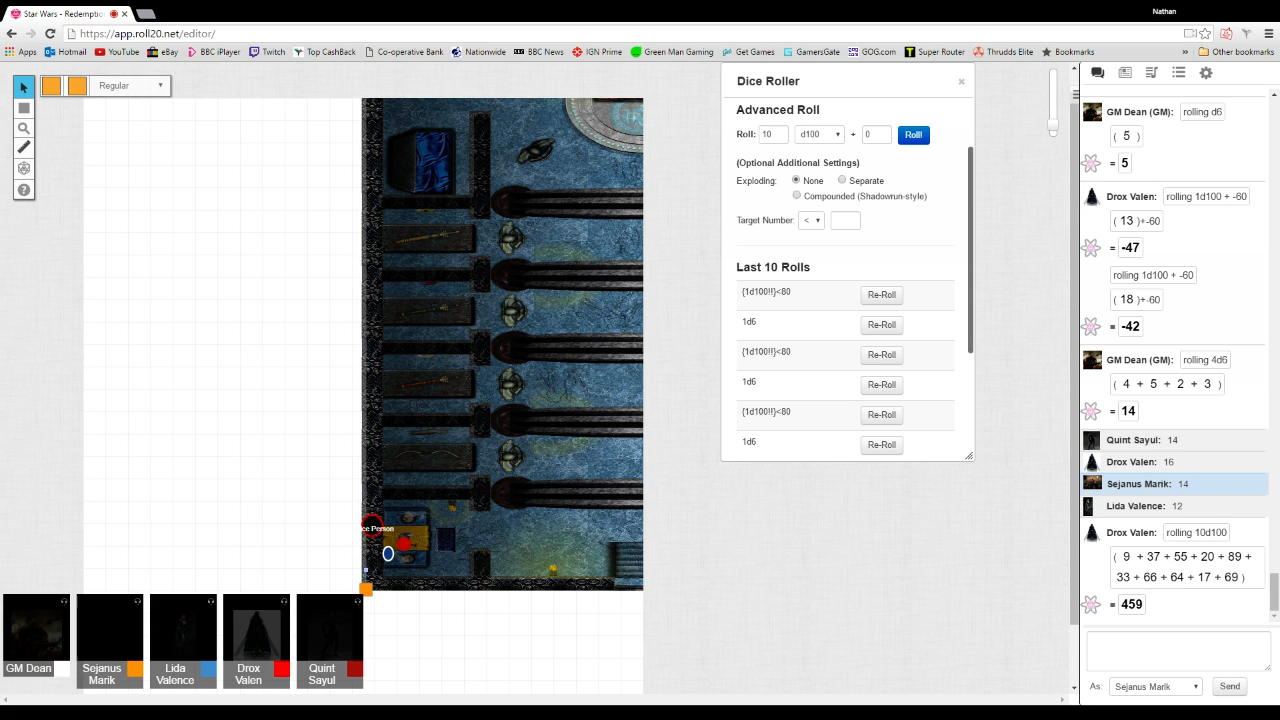 Star Wars - Redemptio
Nathan
https://app.roll20.net/editor/
Apps
Hotmail
YouTube
eBay
BBC iPlayer
Twitch
Top CashBack
Co-operative Bank:
Nationwide
BBC News
IGN Prime
Green Man Gaming
Get Games
GamersGate
GOG.com
Super Router
Thrudds Elite
Bookmarks
»
Other bookmarks
Regular
Dice Roller
×
Advanced Roll
Roll: 10 d100 + 0 Roll!
(Optional Additional Settings)
Exploding: None Separate
Compounded (Shadowrun-style)
Target Number: <
Last 10 Rolls
{1d100!!}<80 Re-Roll
1d6 Re-Roll
{1d100!!}<80 Re-Roll
1d6 Re-Roll
{1d100!!}<80 Re-Roll
1d6 Re-Roll
ce Person
GM Dean
Sejanus Marik
Lida Valence
Drox Valen
Quint Sayul
GM Dean (GM): rolling d6
( 5 )
= 5
Drox Valen: rolling 1d100 + -60
( 13 )+-60
= -47
rolling 1d100 + -60
( 18 )+-60
= -42
GM Dean (GM): rolling 4d6
( 4 + 5 + 2 + 3 )
= 14
Quint Sayul: 14
Drox Valen: 16
Sejanus Marik: 14
Lida Valence: 12
Drox Valen: rolling 10d100
( 9 + 37 + 55 + 20 + 89 +
33 + 66 + 64 + 17 + 69 )
= 459
As: Sejanus Marik Send